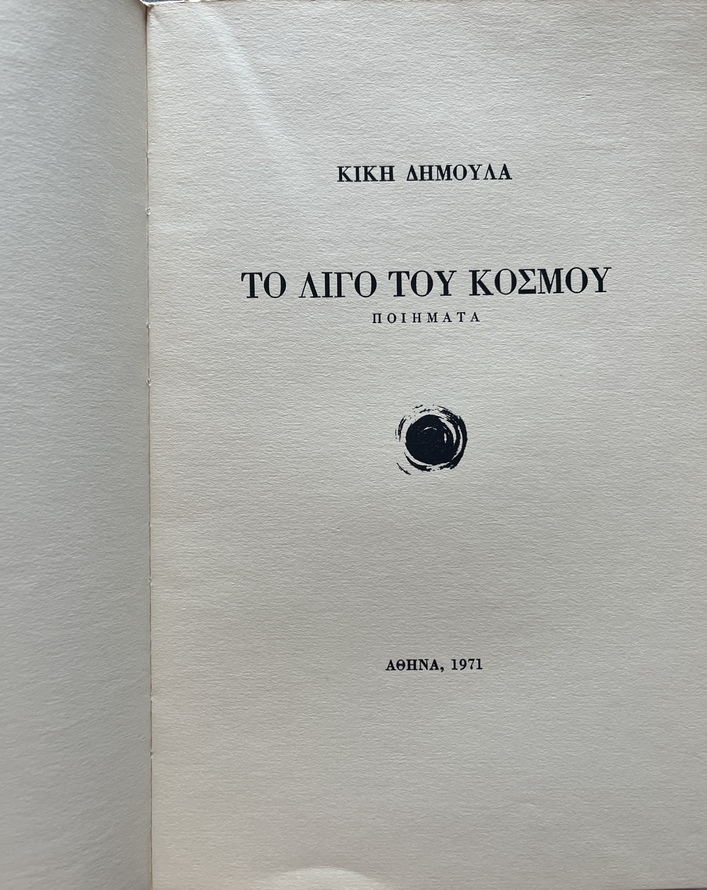 ΚΙΚΗ ΔΗΜΟΥΛΑ
ΤΟ ΛΙΓΟ ΤΟΥ ΚΟΣΜΟΥ
ΠΟΙΗΜΑΤΑ
ΑΘΗΝΑ, 1971